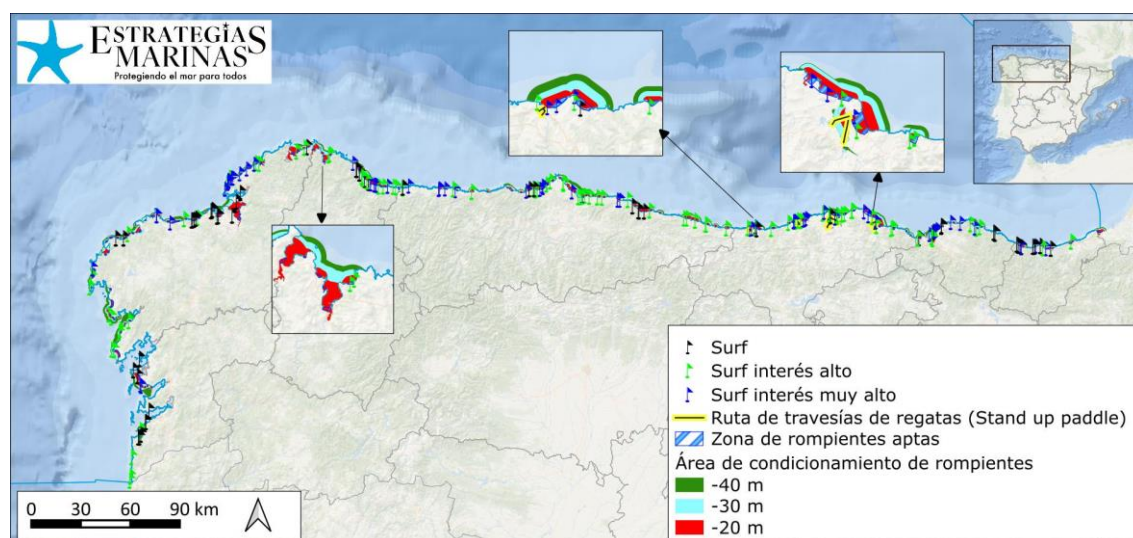 ESTRATEGIAS
MARINAS
Protegiendo el mar para todos
Surf
Surf interés alto
Surf interés muy alto
Ruta de travesías de regatas (Stand up paddle)
Zona de rompientes aptas
Área de condicionamiento de rompientes
-40 m
-30 m
-20 m
0 30 60 90 km